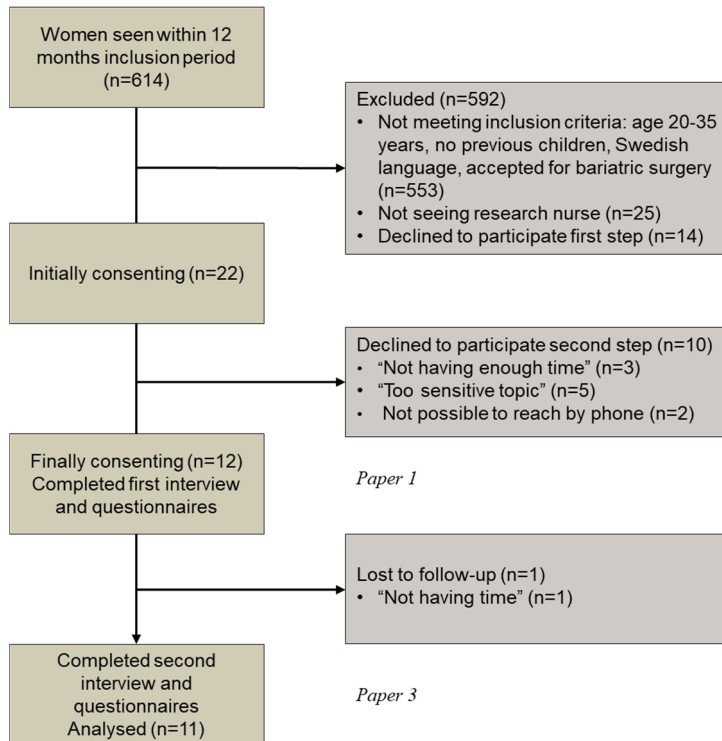 Women seen within 12
months inclusion period
(n=614)
Excluded (n=592)
• Not meeting inclusion criteria: age 20-35
years, no previous children, Swedish
language, accepted for bariatric surgery
(n=553)
• Not seeing research nurse (n=25)
• Declined to participate first step (n=14)
Initially consenting (n=22)
Declined to participate second step (n=10)
• “Not having enough time” (n=3)
• “Too sensitive topic” (n=5)
• Not possible to reach by phone (n=2)
Finally consenting (n=12)
Completed first interview
and questionnaires
Paper 1
Lost to follow-up (n=1)
• “Not having time” (n=1)
Completed second
interview and
questionnaires
Analysed (n=11)
Paper 3